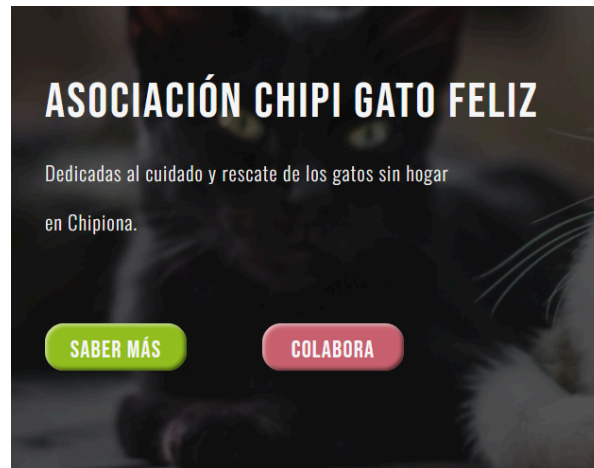 ASOCIACIÓN CHIPI GATO FELIZ
Dedicadas al cuidado y rescate de los gatos sin hogar
en Chipiona.
SABER MÁS
COLABORA